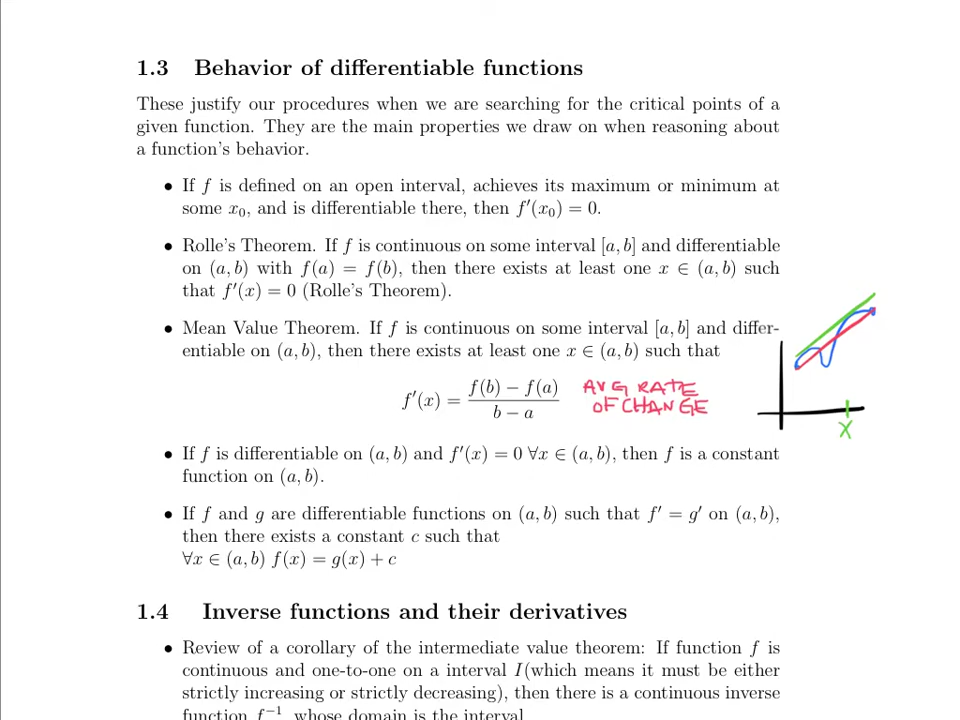 1.3 Behavior of differentiable functions
These justify our procedures when we are searching for the critical points of a
given function. They are the main properties we draw on when reasoning about
a function's behavior.
• If f is defined on an open interval, achieves its maximum or minimum at
some x₀, and is differentiable there, then f′(x₀) = 0.
• Rolle's Theorem. If f is continuous on some interval [a, b] and differentiable
on (a, b) with f(a) = f(b), then there exists at least one x ∈ (a, b) such
that f′(x) = 0 (Rolle's Theorem).
• Mean Value Theorem. If f is continuous on some interval [a, b] and differ-
entiable on (a, b), then there exists at least one x ∈ (a, b) such that
f′(x) = f(b) − f(a) / b − a
AVG RATE
OF CHANGE
X
• If f is differentiable on (a, b) and f′(x) = 0 ∀x ∈ (a, b), then f is a constant
function on (a, b).
• If f and g are differentiable functions on (a, b) such that f′ = g′ on (a, b),
then there exists a constant c such that
∀x ∈ (a, b) f(x) = g(x) + c
1.4 Inverse functions and their derivatives
• Review of a corollary of the intermediate value theorem: If function f is
continuous and one-to-one on a interval I(which means it must be either
strictly increasing or strictly decreasing), then there is a continuous inverse
function f⁻¹ whose domain is the interval